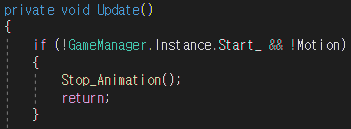 private void Update()
{
if (!GameManager.Instance.Start_ && !Motion)
{
Stop_Animation();
return;
}